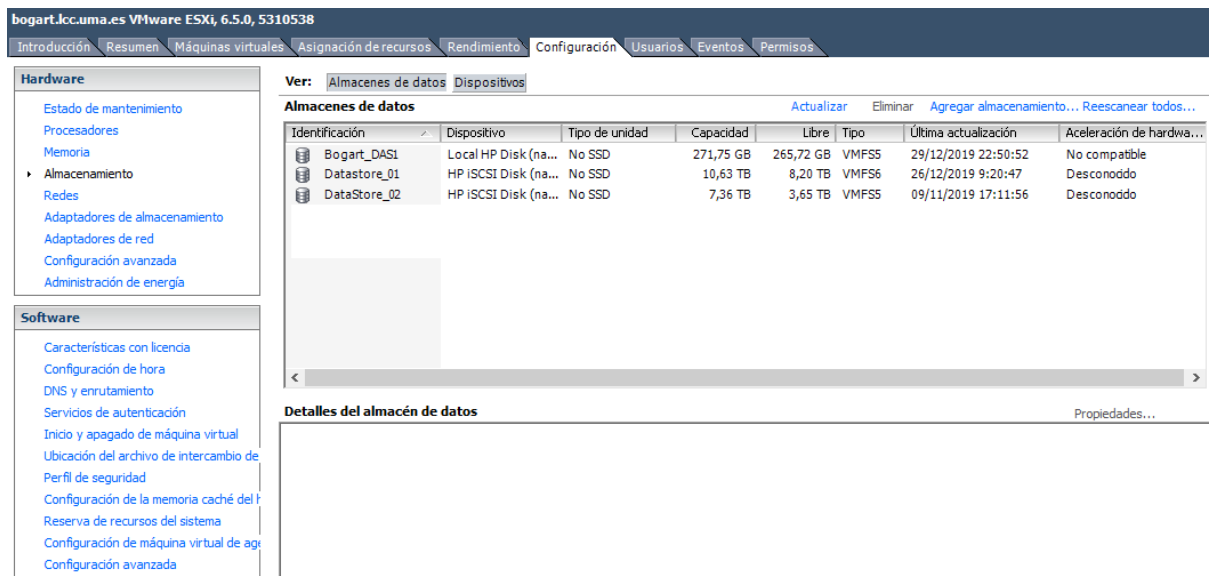 bogart.lcc.uma.es VMware ESXi, 6.5.0, 5310538
Introducción Resumen Máquinas virtuales Asignación de recursos Rendimiento Configuración Usuarios Eventos Permisos
Hardware
Estado de mantenimiento
Procesadores
Memoria
Almacenamiento
Redes
Adaptadores de almacenamiento
Adaptadores de red
Configuración avanzada
Administración de energía
Software
Características con licencia
Configuración de hora
DNS y enrutamiento
Servicios de autenticación
Inicio y apagado de máquina virtual
Ubicación del archivo de intercambio de
Perfil de seguridad
Configuración de la memoria caché del h
Reserva de recursos del sistema
Configuración de máquina virtual de age
Configuración avanzada
Ver: Almacenes de datos Dispositivos
Almacenes de datos Actualizar Eliminar Agregar almacenamiento... Reescanear todos...
Identificación Dispositivo Tipo de unidad Capacidad Libre Tipo Última actualización Aceleración de hardwa...
Bogart_DAS1 Local HP Disk (na... No SSD 271,75 GB 265,72 GB VMFS5 29/12/2019 22:50:52 No compatible
Datastore_01 HP iSCSI Disk (na... No SSD 10,63 TB 8,20 TB VMFS6 26/12/2019 9:20:47 Desconocido
DataStore_02 HP iSCSI Disk (na... No SSD 7,36 TB 3,65 TB VMFS5 09/11/2019 17:11:56 Desconocido
Detalles del almacén de datos Propiedades...